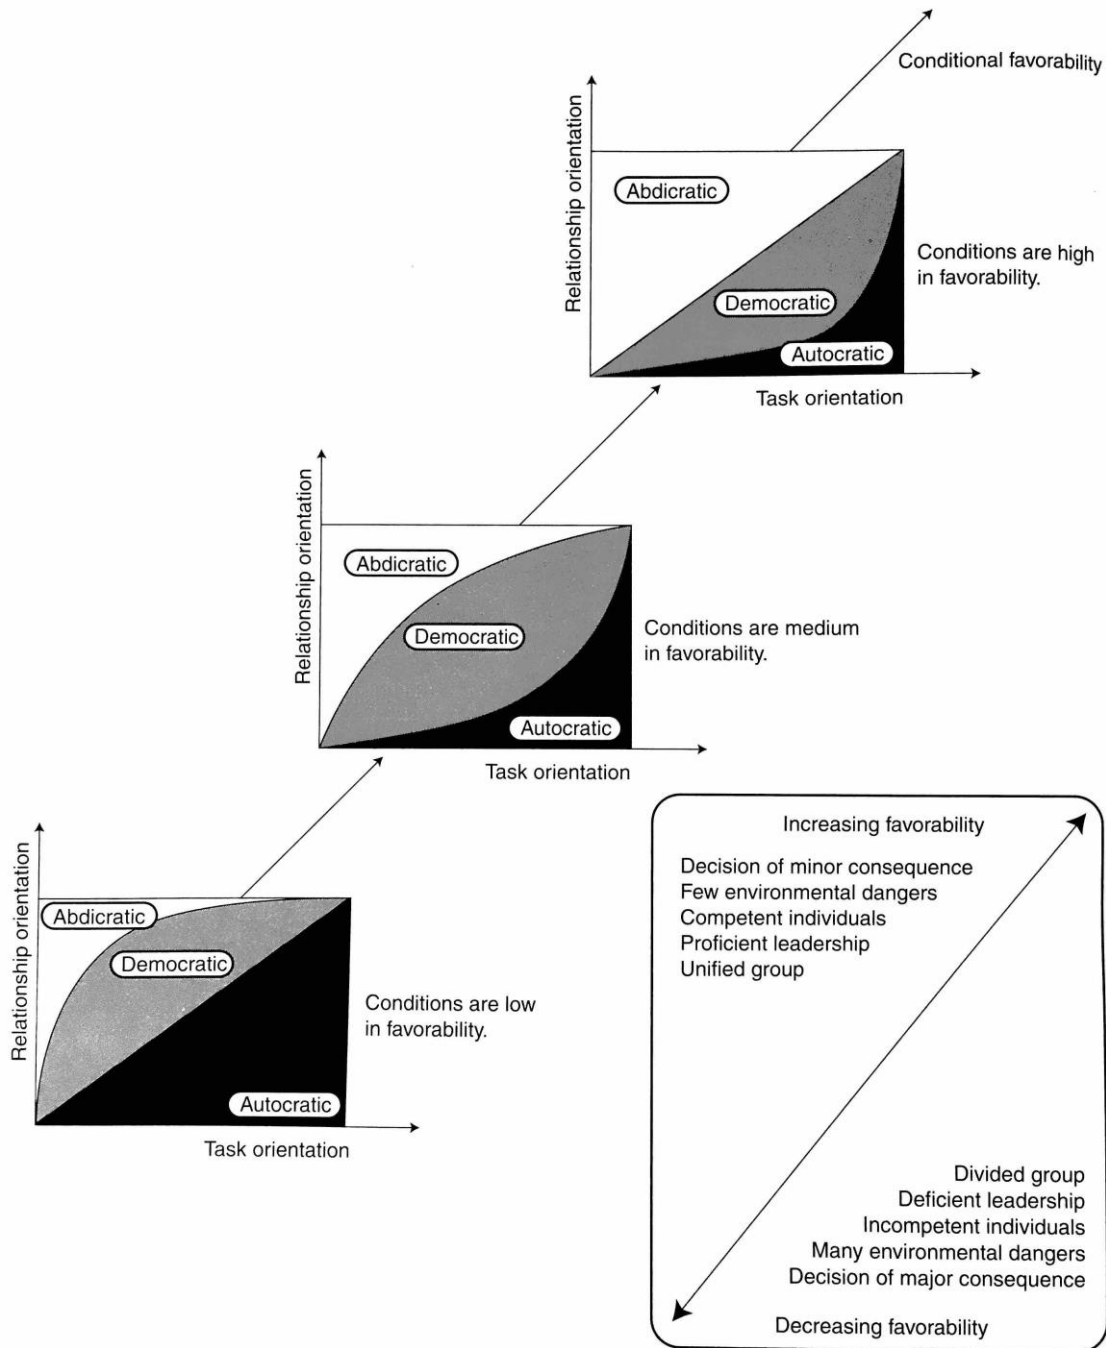 Conditional favorability
Relationship orientation
Abdicratic
Democratic
Autocratic
Conditions are high
in favorability.
Task orientation
Relationship orientation
Abdicratic
Democratic
Autocratic
Conditions are medium
in favorability.
Task orientation
Relationship orientation
Abdicratic
Democratic
Autocratic
Conditions are low
in favorability.
Task orientation
Increasing favorability
Decision of minor consequence
Few environmental dangers
Competent individuals
Proficient leadership
Unified group
Divided group
Deficient leadership
Incompetent individuals
Many environmental dangers
Decision of major consequence
Decreasing favorability